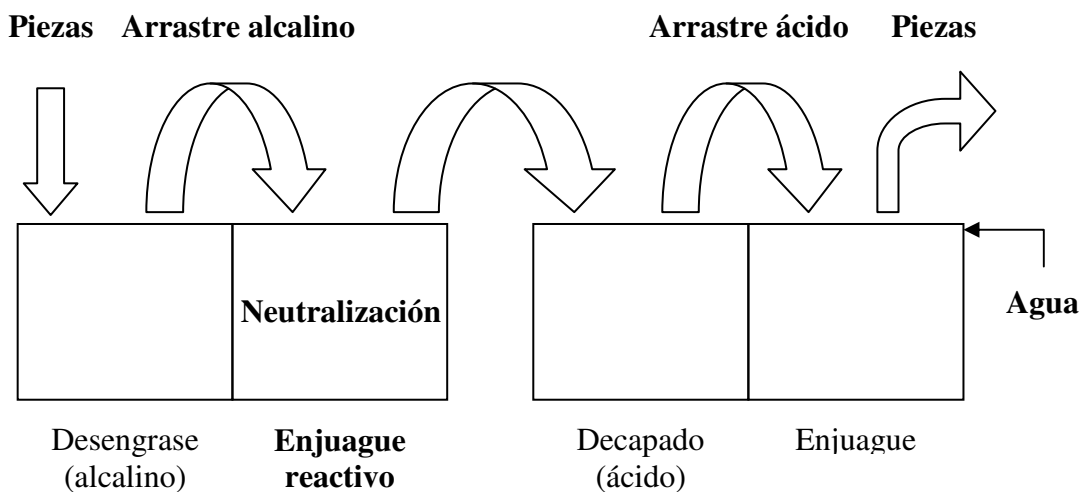 Piezas Arrastre alcalino Arrastre ácido Piezas
Neutralización
Agua
Desengrase
(alcalino)
Enjuague
reactivo
Decapado
(ácido)
Enjuague